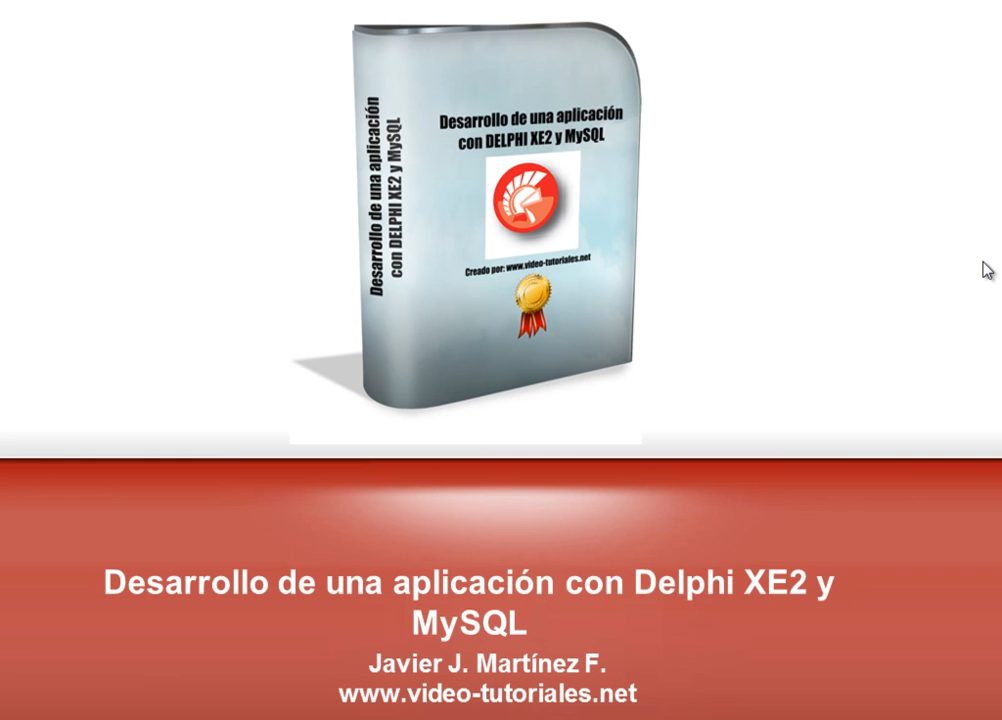 Desarrollo de una aplicación
con DELPHI XE2 y MySQL
Desarrollo de una aplicación
con DELPHI XE2 y MySQL
Creado por: www.video-tutoriales.net
Desarrollo de una aplicación con Delphi XE2 y
MySQL
Javier J. Martínez F.
www.video-tutoriales.net